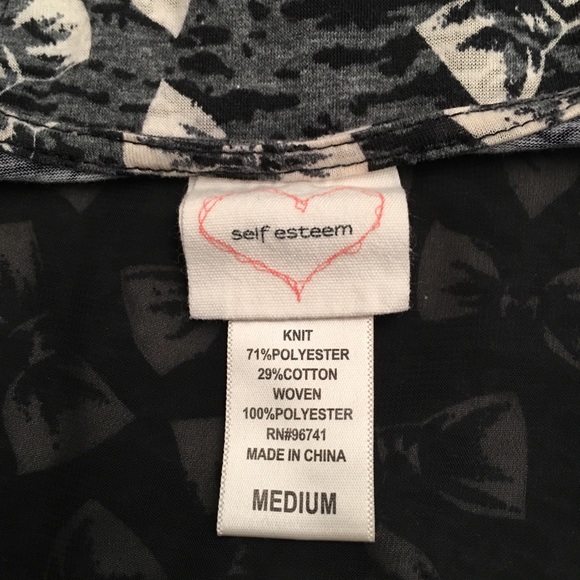 self esteem
KNIT
71%POLYESTER
29%COTTON
WOVEN
100%POLYESTER
RN#96741
MADE IN CHINA
MEDIUM